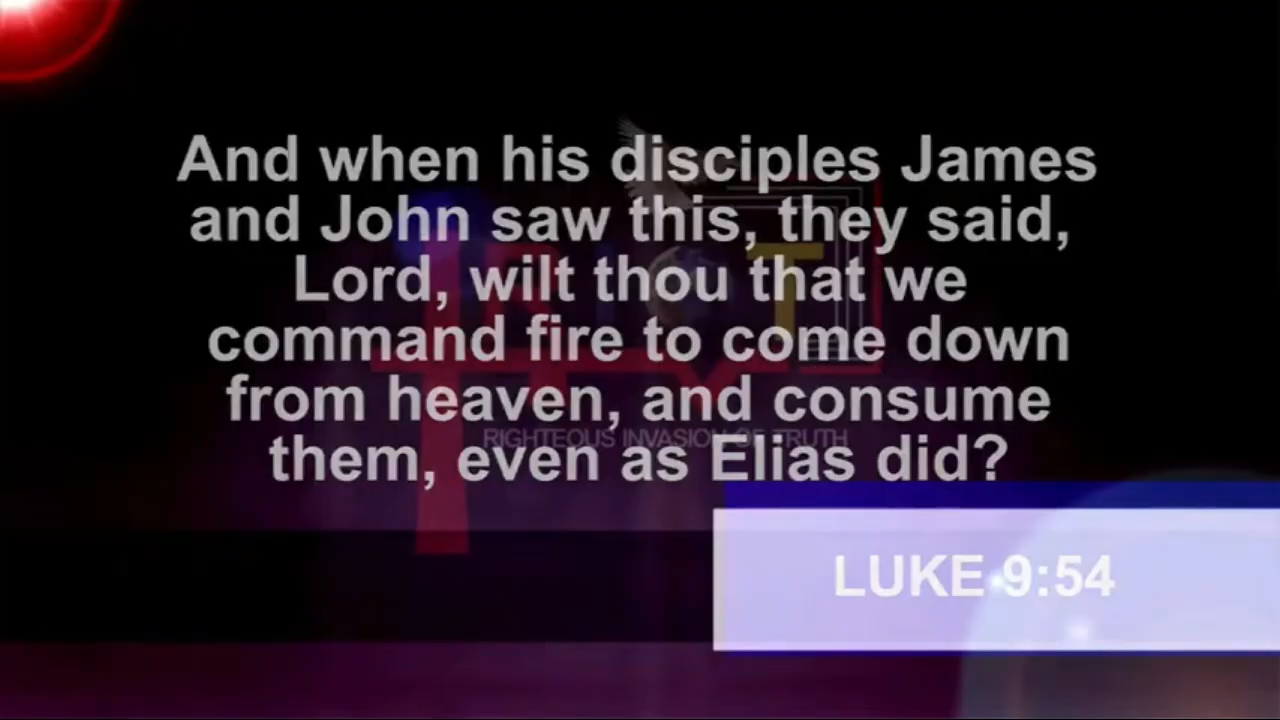 And when his disciples James
and John saw this, they said,
Lord, wilt thou that we
command fire to come down
from heaven, and consume
them, even as Elias did?
RIGHTEOUS INVASION OF TRUTH
LUKE 9:54